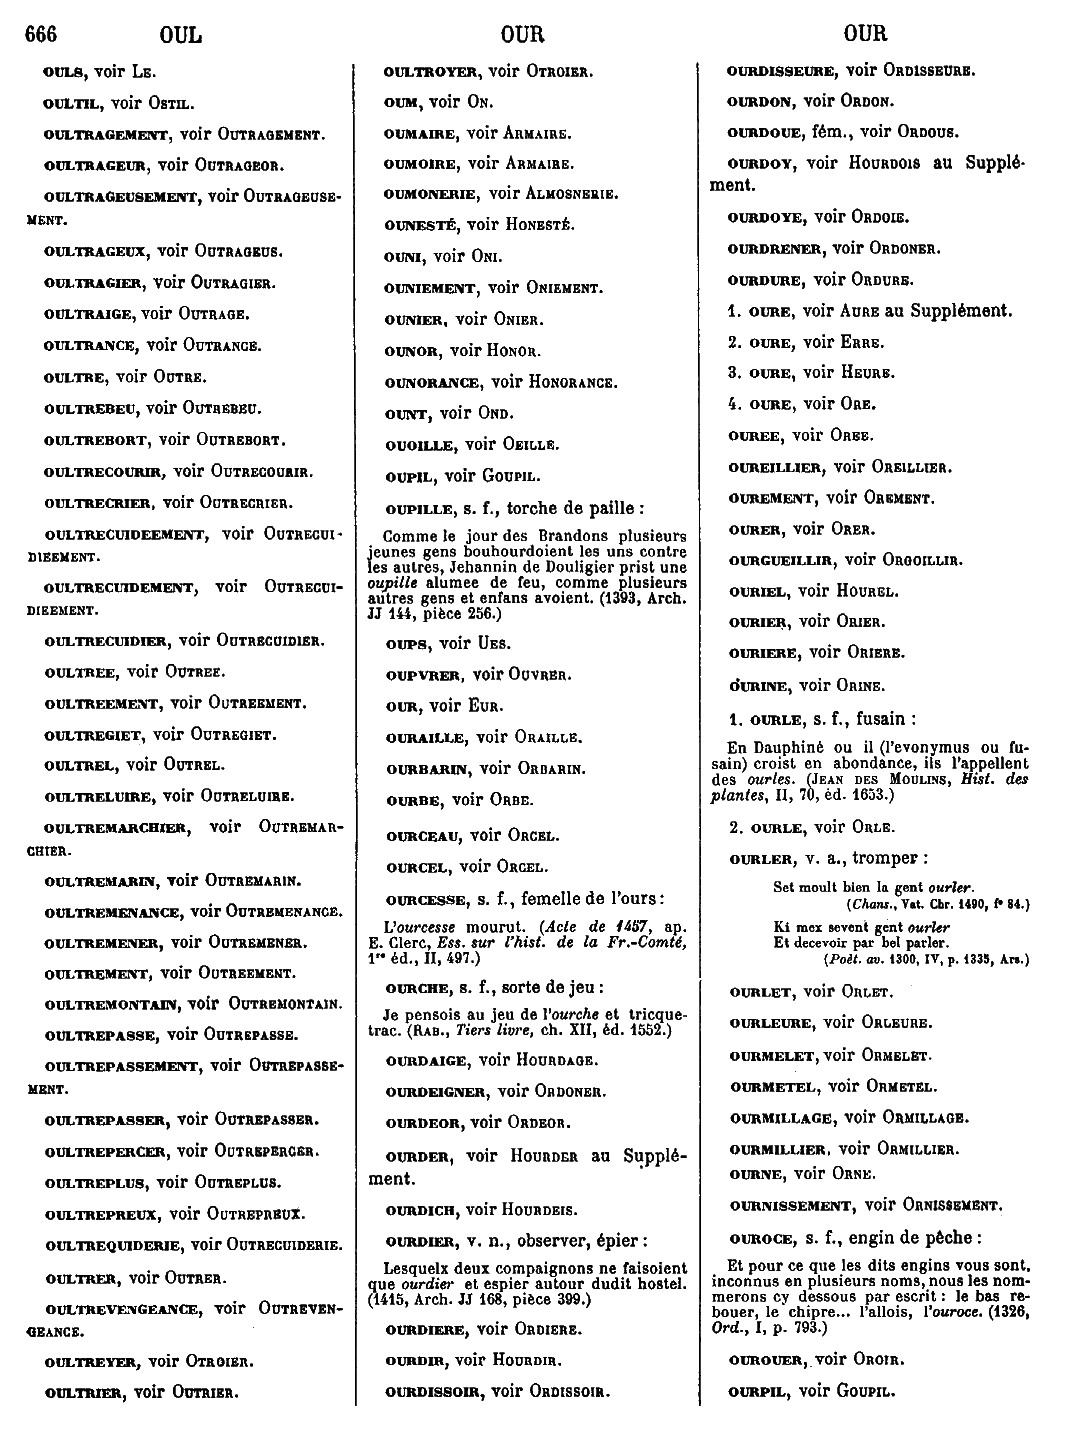 666 OUL OUR OUR
OULS, voir LE.
OULTIL, voir OSTIL.
OULTRAGEMENT, voir OUTRAGEMENT.
OULTRAGEUR, voir OUTRAGEOR.
OULTRAGEUSEMENT, voir OUTRAGEUSE-
MENT.
OULTRAGEUX, voir OUTRAGEUS.
OULTRAGIER, voir OUTRAGIER.
OULTRAIGE, voir OUTRAGE.
OULTRANCE, voir OUTRANCE.
OULTRE, voir OUTRE.
OULTREBEU, voir OUTREBEU.
OULTREBORT, voir OUTREBORT.
OULTRECOURIR, voir OUTRECOURIR.
OULTRECRIER, voir OUTRECRIER.
OULTRECUIDEEMENT, voir OUTRECUI-
DIEEMENT.
OULTRECUIDEMENT, voir OUTRECUI-
DIEEMENT.
OULTRECUIDIER, voir OUTRECUIDIER.
OULTREE, voir OUTREE.
OULTREEMENT, voir OUTREEMENT.
OULTREGIET, voir OUTREGIET.
OULTREL, voir OUTREL.
OULTRELUIRE, voir OUTRELUIRE.
OULTREMARCHIER, voir OUTREMAR-
CHIER.
OULTREMARIN, voir OUTREMARIN.
OULTREMENANCE, voir OUTREMENANCE.
OULTREMENER, voir OUTREMENER.
OULTREMENT, voir OUTREEMENT.
OULTREMONTAIN, voir OUTREMONTAIN.
OULTREPASSE, voir OUTREPASSE.
OULTREPASSEMENT, voir OUTREPASSE-
MENT.
OULTREPASSER, voir OUTREPASSER.
OULTREPERCER, voir OUTREPERCER.
OULTREPLUS, voir OUTREPLUS.
OULTREPREUX, voir OUTREPREUX.
OULTREQUIDERIE, voir OUTRECUIDERIE.
OULTRER, voir OUTRER.
OULTREVENGEANCE, voir OUTREVEN-
GEANCE.
OULTREYER, voir OTROIER.
OULTRIER, voir OUTRIER.
OULTROYER, voir OTROIER.
OUM, voir ON.
OUMAIRE, voir ARMAIRE.
OUMOIRE, voir ARMAIRE.
OUMONERIE, voir ALMOSNERIE.
OUNESTÉ, voir HONESTÉ.
OUNI, voir ONI.
OUNIEMENT, voir ONIEMENT.
OUNIER, voir ONIER.
OUNOR, voir HONOR.
OUNORANCE, voir HONORANCE.
OUNT, voir OND.
OUOILLE, voir OEILLE.
OUPIL, voir GOUPIL.
OUPILLE, s. f., torche de paille :
Comme le jour des Brandons plusieurs
jeunes gens bouhourdoient les uns contre
les autres, Jehannin de Douligier prist une
oupille alumee de feu, comme plusieurs
autres gens et enfans avoient. (1393, Arch.
JJ 144, pièce 256.)
OUPS, voir UES.
OUPVRER, voir OUVRER.
OUR, voir EUR.
OURAILLE, voir ORAILLE.
OURBARIN, voir ORBARIN.
OURBE, voir ORBE.
OURCEAU, voir ORCEL.
OURCEL, voir ORCEL.
OURCESSE, s. f., femelle de l'ours :
L'ourcesse mourut. (Acte de 1457, ap.
E. Clerc, Ess. sur l'hist. de la Fr.-Comté,
1re éd., II, 497.)
OURCHE, s. f., sorte de jeu :
Je pensois au jeu de l'ourche et tricque-
trac. (RAB., Tiers livre, ch. XII, éd. 1552.)
OURDAIGE, voir HOURDAGE.
OURDEIGNER, voir ORDONER.
OURDEOR, voir ORDEOR.
OURDER, voir HOURDER au Supplé-
ment.
OURDICH, voir HOURDEIS.
OURDIER, v. n., observer, épier :
Lesquelx deux compaignons ne faisoient
que ourdier et espier autour dudit hostel.
(1415, Arch. JJ 168, pièce 399.)
OURDIERE, voir ORDIERE.
OURDIR, voir HOURDIR.
OURDISSOIR, voir ORDISSOIR.
OURDISSEURE, voir ORDISSEURE.
OURDON, voir ORDON.
OURDOUE, fém., voir ORDOUS.
OURDOY, voir HOURDOIS au Supplé-
ment.
OURDOYE, voir ORDOIE.
OURDRENER, voir ORDONER.
OURDURE, voir ORDURE.
1. OURE, voir AURE au Supplément.
2. OURE, voir ERRE.
3. OURE, voir HEURE.
4. OURE, voir ORE.
OUREE, voir OREE.
OUREILLIER, voir OREILLIER.
OUREMENT, voir OREMENT.
OURER, voir ORER.
OURGUEILLIR, voir ORGOILLIR.
OURIEL, voir HOUREL.
OURIER, voir ORIER.
OURIERE, voir ORIERE.
OURINE, voir ORINE.
1. OURLE, s. f., fusain :
En Dauphiné ou il (l'evonymus ou fu-
sain) croist en abondance, ils l'appellent
des ourles. (JEAN DES MOULINS, Hist. des
plantes, II, 70, éd. 1653.)
2. OURLE, voir ORLE.
OURLER, v. a., tromper :
Set moult bien la gent ourler.
(Chans., Vat. Chr. 1490, f° 84.)
Ki mex sevent gent ourler
Et decevoir par bel parler.
(Poët. av. 1300, IV, p. 1335, Ars.)
OURLET, voir ORLET.
OURLEURE, voir ORLEURE.
OURMELET, voir ORMELET.
OURMETEL, voir ORMETEL.
OURMILLAGE, voir ORMILLAGE.
OURMILLIER, voir ORMILLIER.
OURNE, voir ORNE.
OURNISSEMENT, voir ORNISSEMENT.
OUROCE, s. f., engin de pêche :
Et pour ce que les dits engins vous sont,
inconnus en plusieurs noms, nous les nom-
merons cy dessous par escrit : le bas re-
bouer, le chipre... l'allois, l'ouroce. (1326,
Ord., I, p. 793.)
OUROUER, voir OROIR.
OURPIL, voir GOUPIL.